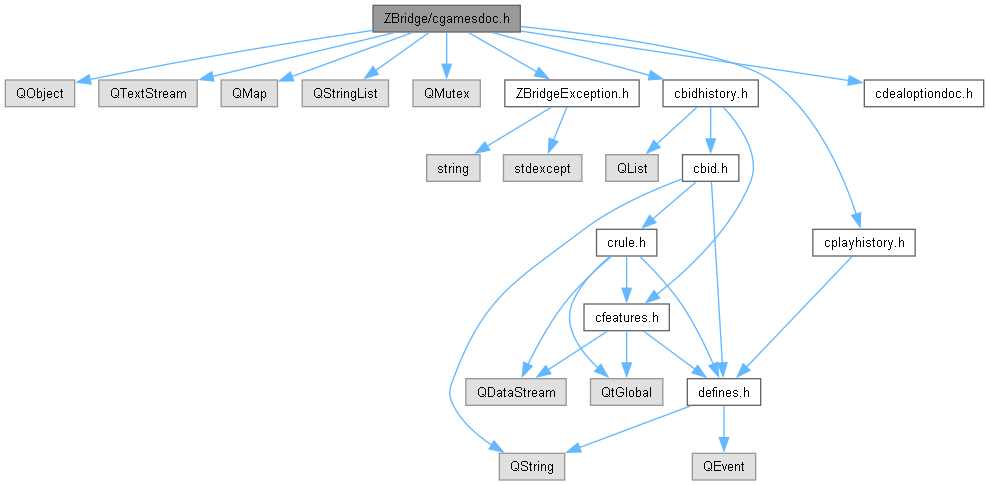 ZBridge/cgamesdoc.h
QObject
QTextStream
QMap
QStringList
QMutex
ZBridgeException.h
cbidhistory.h
cdealoptiondoc.h
string
stdexcept
QList
cbid.h
crule.h
cplayhistory.h
cfeatures.h
QDataStream
QtGlobal
defines.h
QString
QEvent